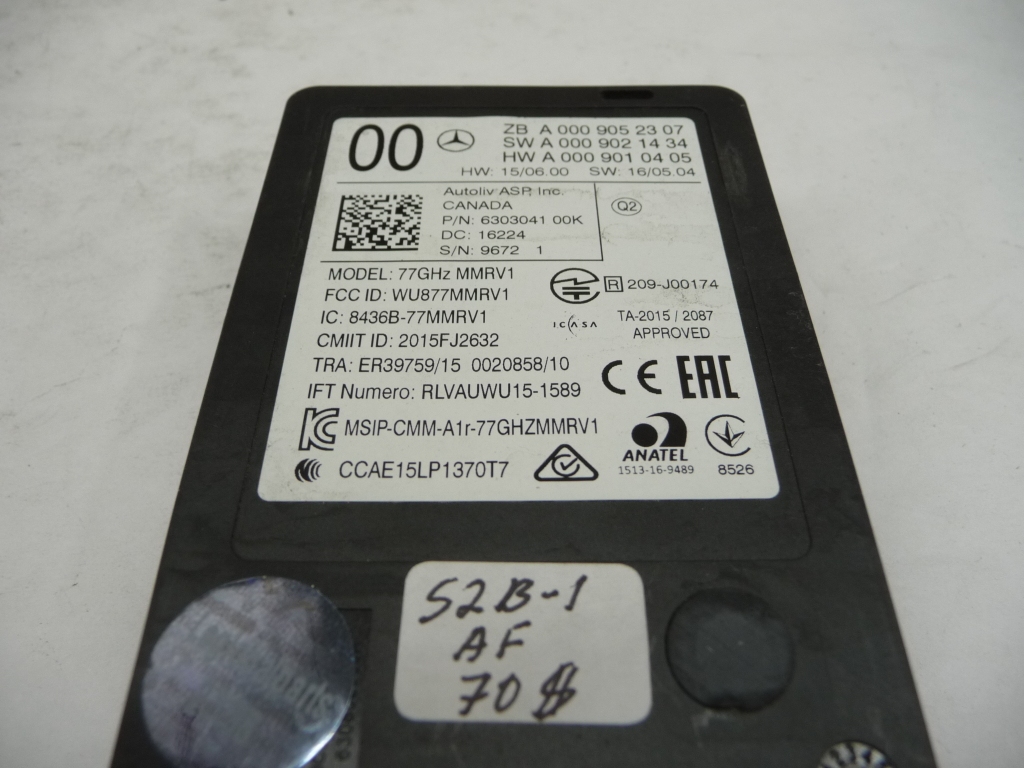 00
ZB A 000 905 23 07
SW A 000 902 14 34
HW A 000 901 04 05
HW: 15/06.00 SW: 16/05.04
Autoliv ASP, Inc.
CANADA
P/N: 6303041 00K
DC: 16224
S/N: 9672 1
Q2
MODEL: 77GHz MMRV1
FCC ID: WU877MMRV1
IC: 8436B-77MMRV1
CMIIT ID: 2015FJ2632
R 209-J00174
ICASA
TA-2015 / 2087
APPROVED
TRA: ER39759/15 0020858/10
IFT Numero: RLVAUWU15-1589
CE EAC
KC MSIP-CMM-A1r-77GHZMMRV1
CCAE15LP1370T7
ANATEL
1513-16-9489
8526
S2B-1
AF
70$